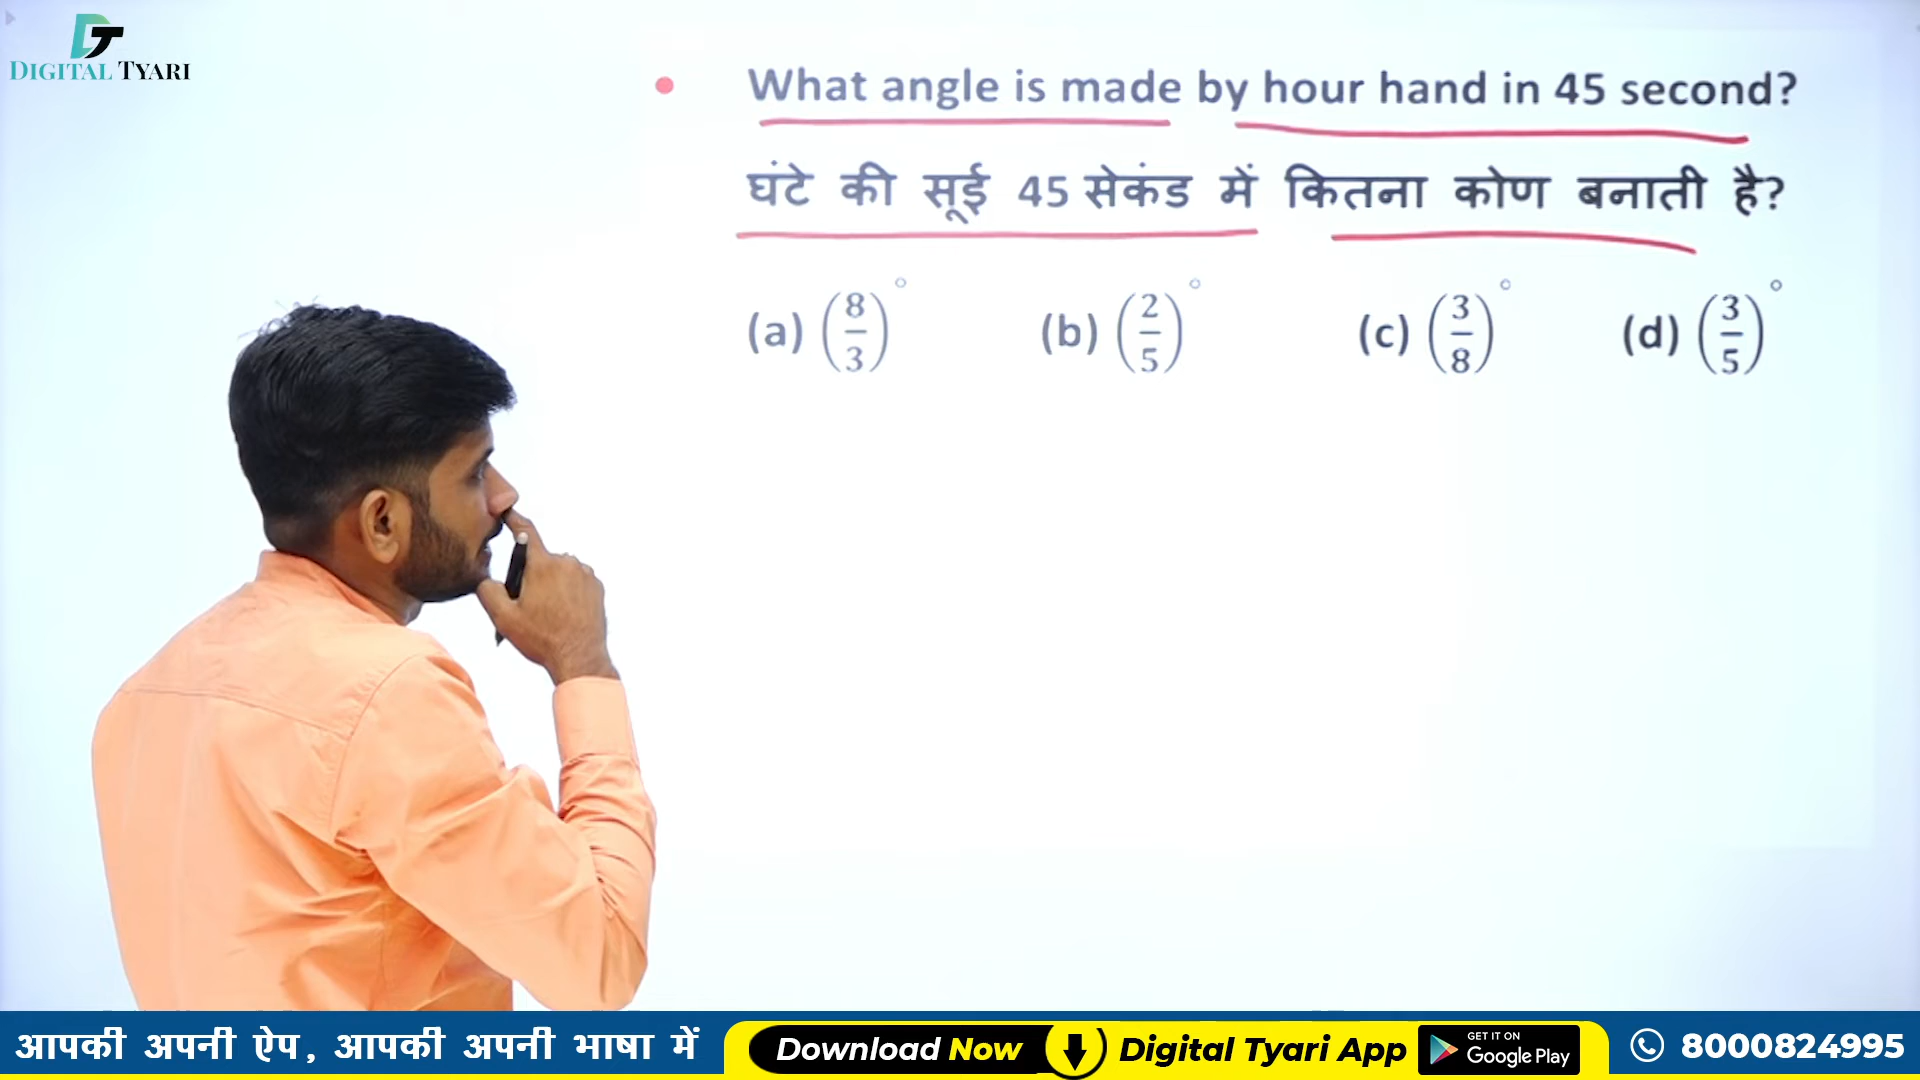 DIGITAL TYARI
• What angle is made by hour hand in 45 second?
घंटे की सूई 45 सेकंड में कितना कोण बनाती है?
(a) (8/3)° (b) (2/5)° (c) (3/8)° (d) (3/5)°
आपकी अपनी ऐप, आपकी अपनी भाषा में Download Now Digital Tyari App GET IT ON Google Play 8000824995